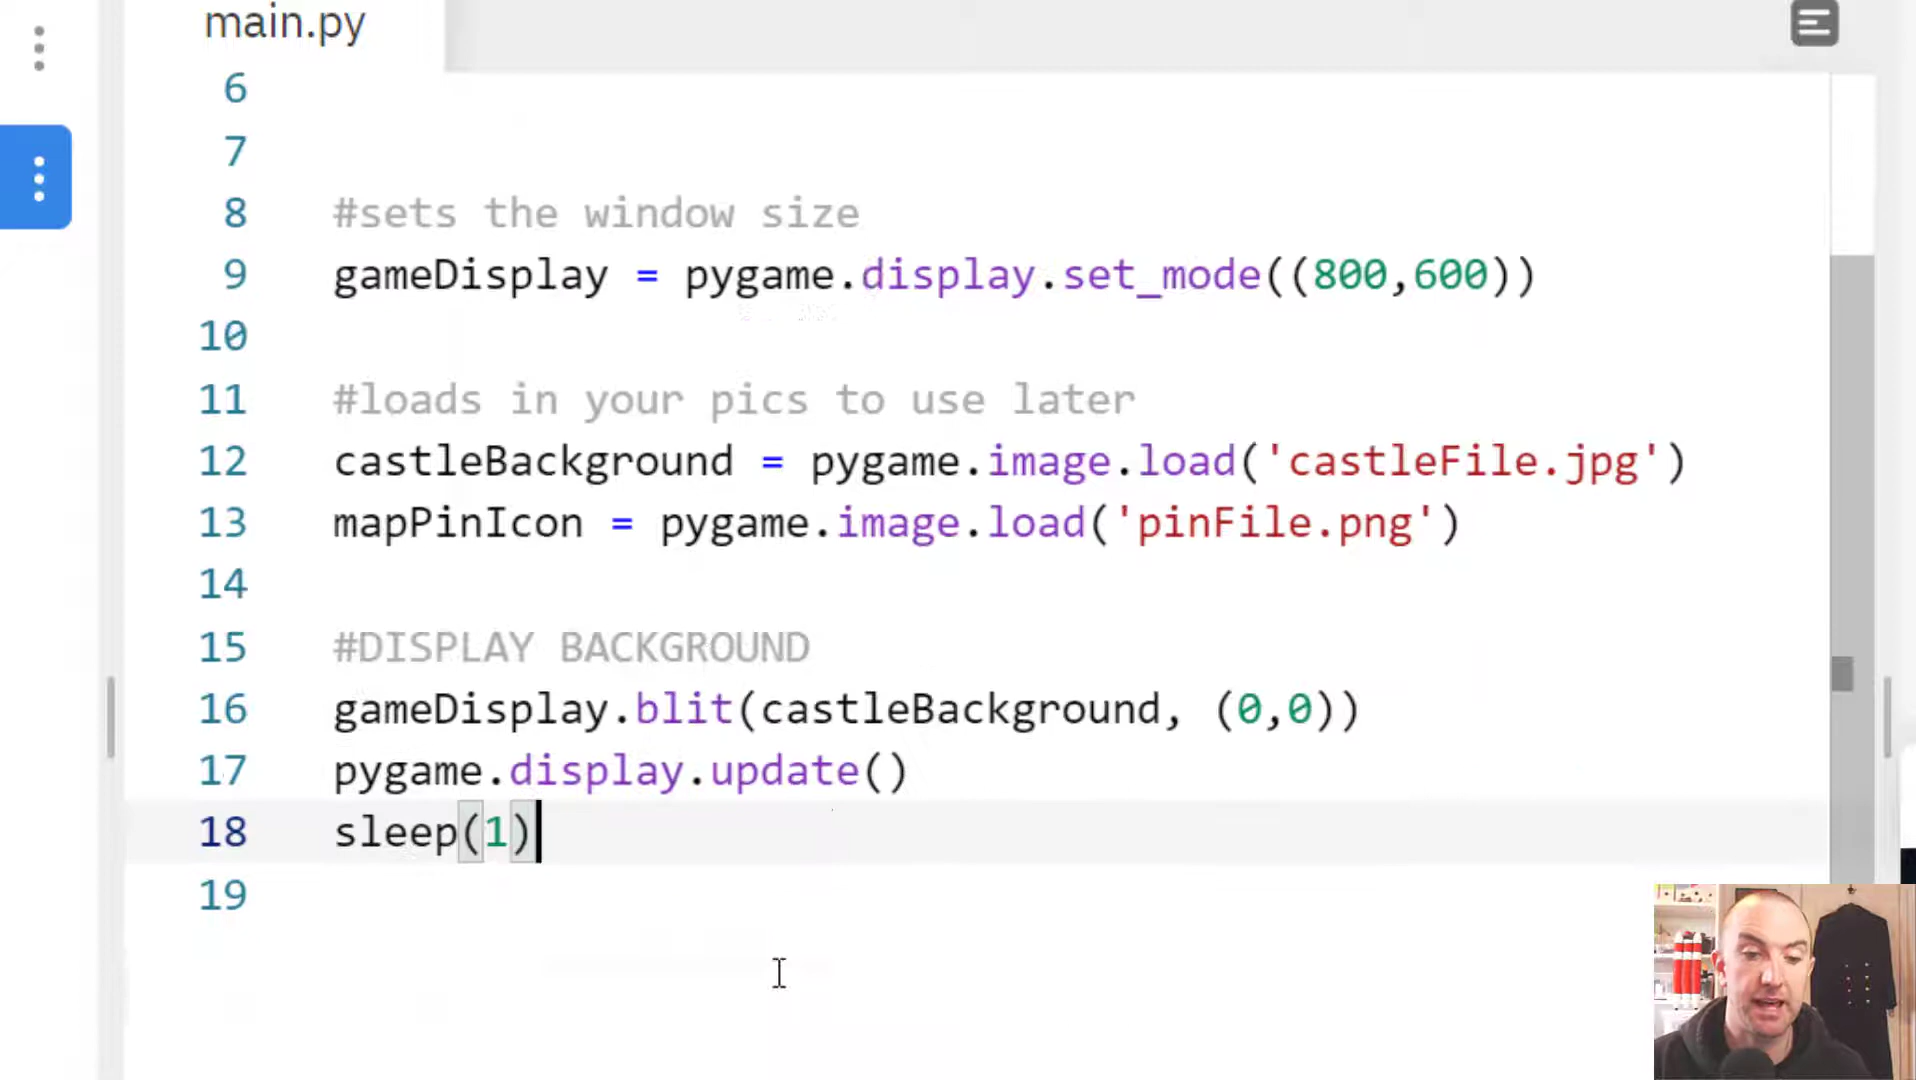 main.py
6
7
8 #sets the window size
9 gameDisplay = pygame.display.set_mode((800,600))
10
11 #loads in your pics to use later
12 castleBackground = pygame.image.load('castleFile.jpg')
13 mapPinIcon = pygame.image.load('pinFile.png')
14
15 #DISPLAY BACKGROUND
16 gameDisplay.blit(castleBackground, (0,0))
17 pygame.display.update()
18 sleep(1)
19